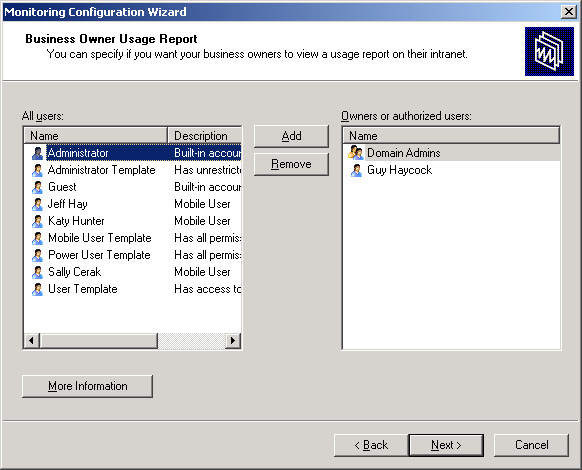 Monitoring Configuration Wizard
Business Owner Usage Report
You can specify if you want your business owners to view a usage report on their intranet.
All users:
Owners or authorized users:
Name Description
Administrator Built-in accour
Administrator Template Has unrestricte
Guest Built-in accour
Jeff Hay Mobile User
Katy Hunter Mobile User
Mobile User Template Has all permis:
Power User Template Has all permis:
Sally Cerak Mobile User
User Template Has access to
Add
Remove
Name
Domain Admins
Guy Haycock
More Information
< Back Next > Cancel